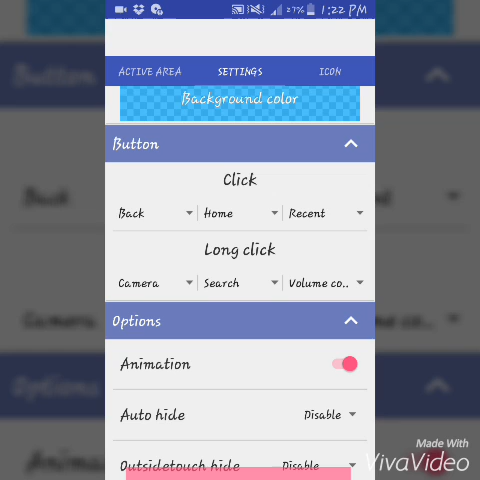 27% 1:22 PM
ACTIVE AREA SETTINGS ICON
Background color
Button
Click
Back Home Recent
Long click
Camera Search Volume co..
Options
Animation
Auto hide Disable
Outsidetouch hide Disable
Made With
VivaVideo